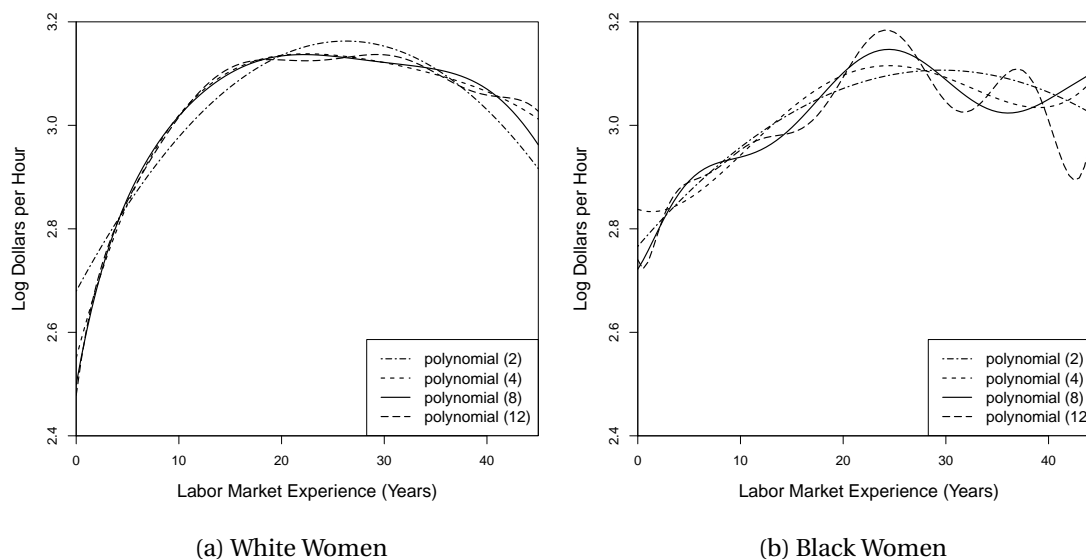 3.2
3.0
2.8
2.6
2.4
Log Dollars per Hour
polynomial (2)
polynomial (4)
polynomial (8)
polynomial (12)
0 10 20 30 40
Labor Market Experience (Years)
(a) White Women
3.2
3.0
2.8
2.6
2.4
Log Dollars per Hour
polynomial (2)
polynomial (4)
polynomial (8)
polynomial (12
0 10 20 30 40
Labor Market Experience (Years)
(b) Black Women